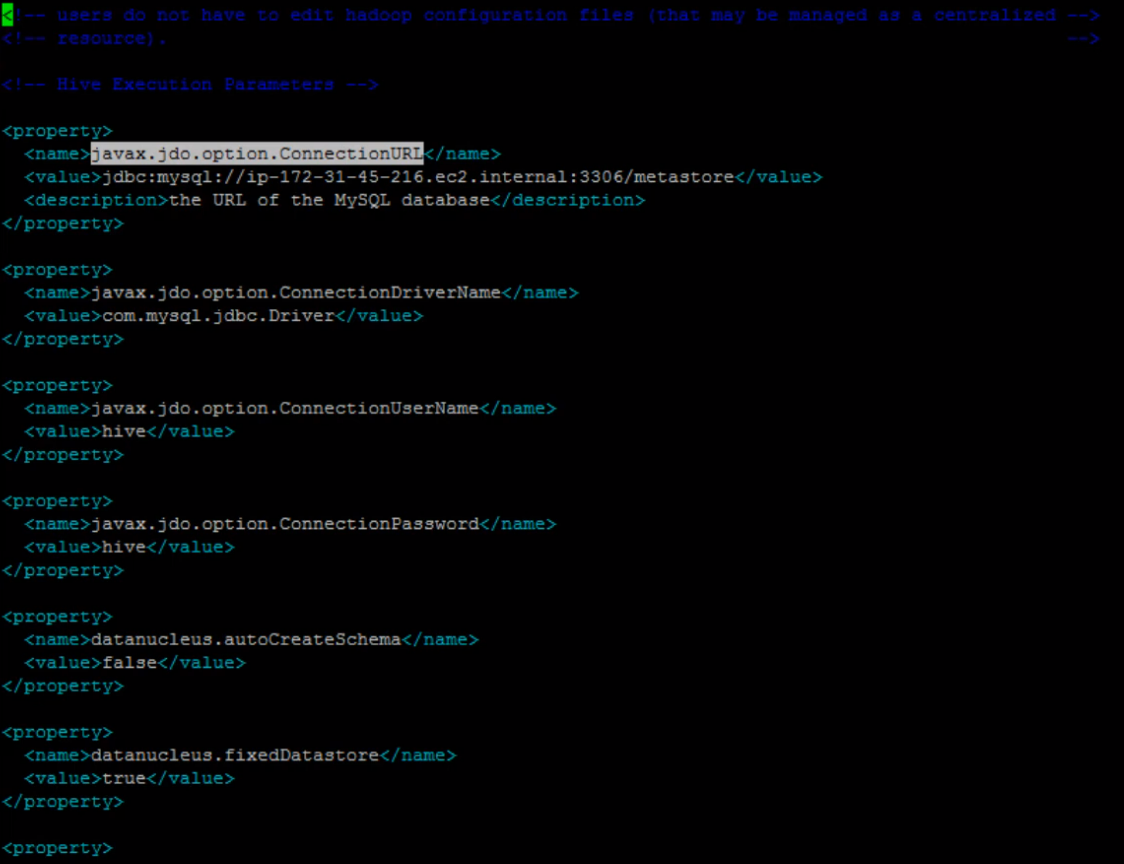 <!-- users do not have to edit hadoop configuration files (that may be managed as a centralized -->
<!-- resource). -->
<!-- Hive Execution Parameters -->
<property>
<name>javax.jdo.option.ConnectionURL</name>
<value>jdbc:mysql://ip-172-31-45-216.ec2.internal:3306/metastore</value>
<description>the URL of the MySQL database</description>
</property>
<property>
<name>javax.jdo.option.ConnectionDriverName</name>
<value>com.mysql.jdbc.Driver</value>
</property>
<property>
<name>javax.jdo.option.ConnectionUserName</name>
<value>hive</value>
</property>
<property>
<name>javax.jdo.option.ConnectionPassword</name>
<value>hive</value>
</property>
<property>
<name>datanucleus.autoCreateSchema</name>
<value>false</value>
</property>
<property>
<name>datanucleus.fixedDatastore</name>
<value>true</value>
</property>
<property>